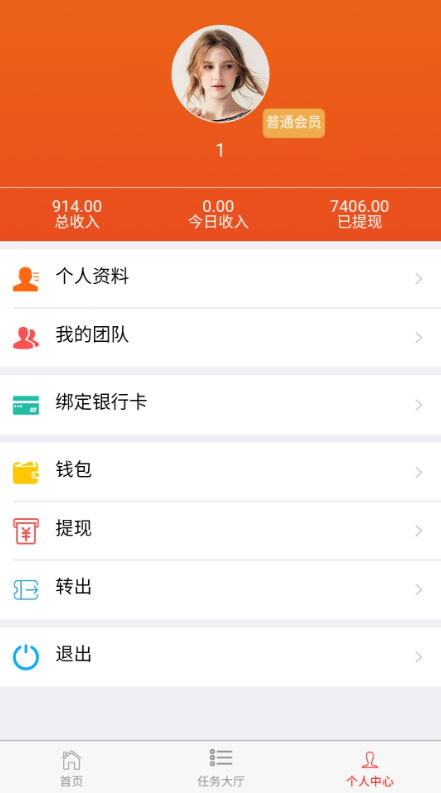 普通会员
1
914.00 0.00 7406.00
总收入 今日收入 已提现
个人资料
我的团队
绑定银行卡
钱包
提现
转出
退出
首页 任务大厅 个人中心